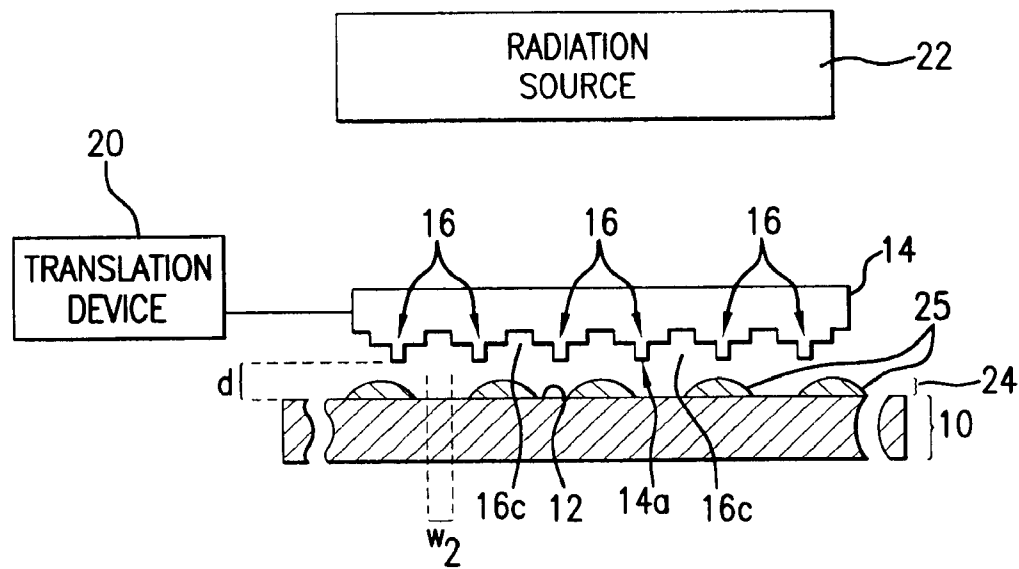 RADIATION
SOURCE
22
20
TRANSLATION
DEVICE
16 16 16
14
25
d
24
10
16c 12 14a 16c
w2